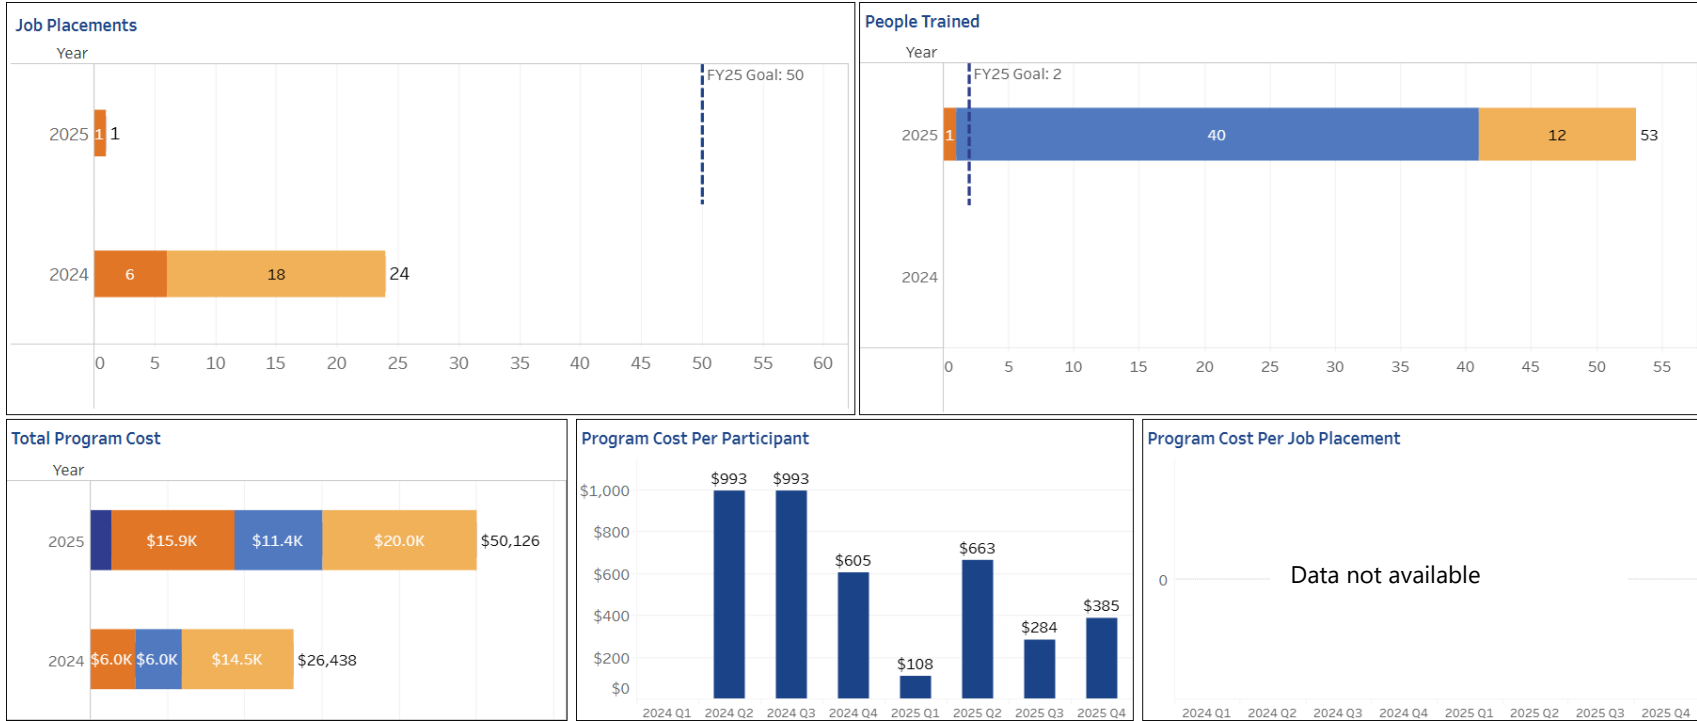 Job Placements
Year
FY25 Goal: 50
2025 1 1
2024 6 18 24
0 5 10 15 20 25 30 35 40 45 50 55 60
People Trained
Year
FY25 Goal: 2
2025 1 40 12 53
2024
0 5 10 15 20 25 30 35 40 45 50 55
Total Program Cost
Year
2025 $15.9K $11.4K $20.0K $50,126
2024 $6.0K $6.0K $14.5K $26,438
Program Cost Per Participant
$993 $993
$1,000
$800
$663
$605
$600
$400
$385
$284
$200
$108
$0
2024 Q1 2024 Q2 2024 Q3 2024 Q4 2025 Q1 2025 Q2 2025 Q3 2025 Q4
Program Cost Per Job Placement
0 Data not available
2024 Q1 2024 Q2 2024 Q3 2024 Q4 2025 Q1 2025 Q2 2025 Q3 2025 Q4